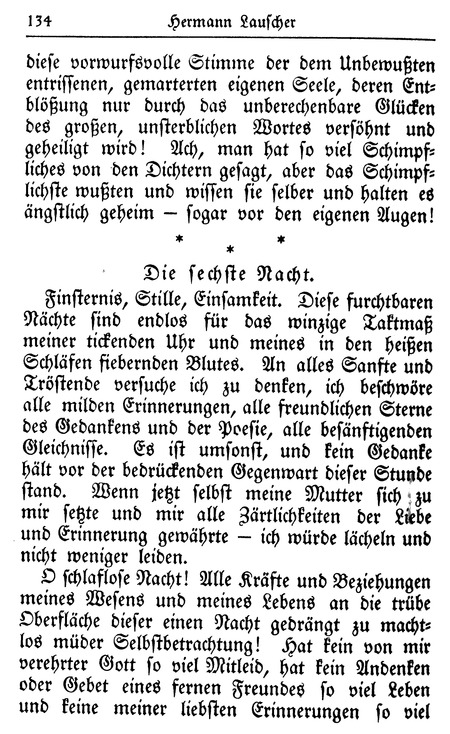 134 Hermann Lauscher
diese vorwurfsvolle Stimme der dem Unbewußten
entrissenen, gemarterten eigenen Seele, deren Ent-
blößung nur durch das unberechenbare Glücken
des großen, unsterblichen Wortes versöhnt und
geheiligt wird! Ach, man hat so viel Schimpf-
liches von den Dichtern gesagt, aber das Schimpf-
lichste wußten und wissen sie selber und halten es
ängstlich geheim — sogar vor den eigenen Augen!
* * *
Die sechste Nacht.
Finsternis, Stille, Einsamkeit. Diese furchtbaren
Nächte sind endlos für das winzige Taktmaß
meiner tickenden Uhr und meines in den heißen
Schläfen fiebernden Blutes. An alles Sanfte und
Tröstende versuche ich zu denken, ich beschwöre
alle milden Erinnerungen, alle freundlichen Sterne
des Gedankens und der Poesie, alle besänftigenden
Gleichnisse. Es ist umsonst, und kein Gedanke
hält vor der bedrückenden Gegenwart dieser Stunde
stand. Wenn jetzt selbst meine Mutter sich zu
mir setzte und mir alle Zärtlichkeiten der Liebe
und Erinnerung gewährte — ich würde lächeln und
nicht weniger leiden.
O schlaflose Nacht! Alle Kräfte und Beziehungen
meines Wesens und meines Lebens an die trübe
Oberfläche dieser einen Nacht gedrängt zu macht-
los müder Selbstbetrachtung! Hat kein von mir
verehrter Gott so viel Mitleid, hat kein Andenken
oder Gebet eines fernen Freundes so viel Leben
und keine meiner liebsten Erinnerungen so viel